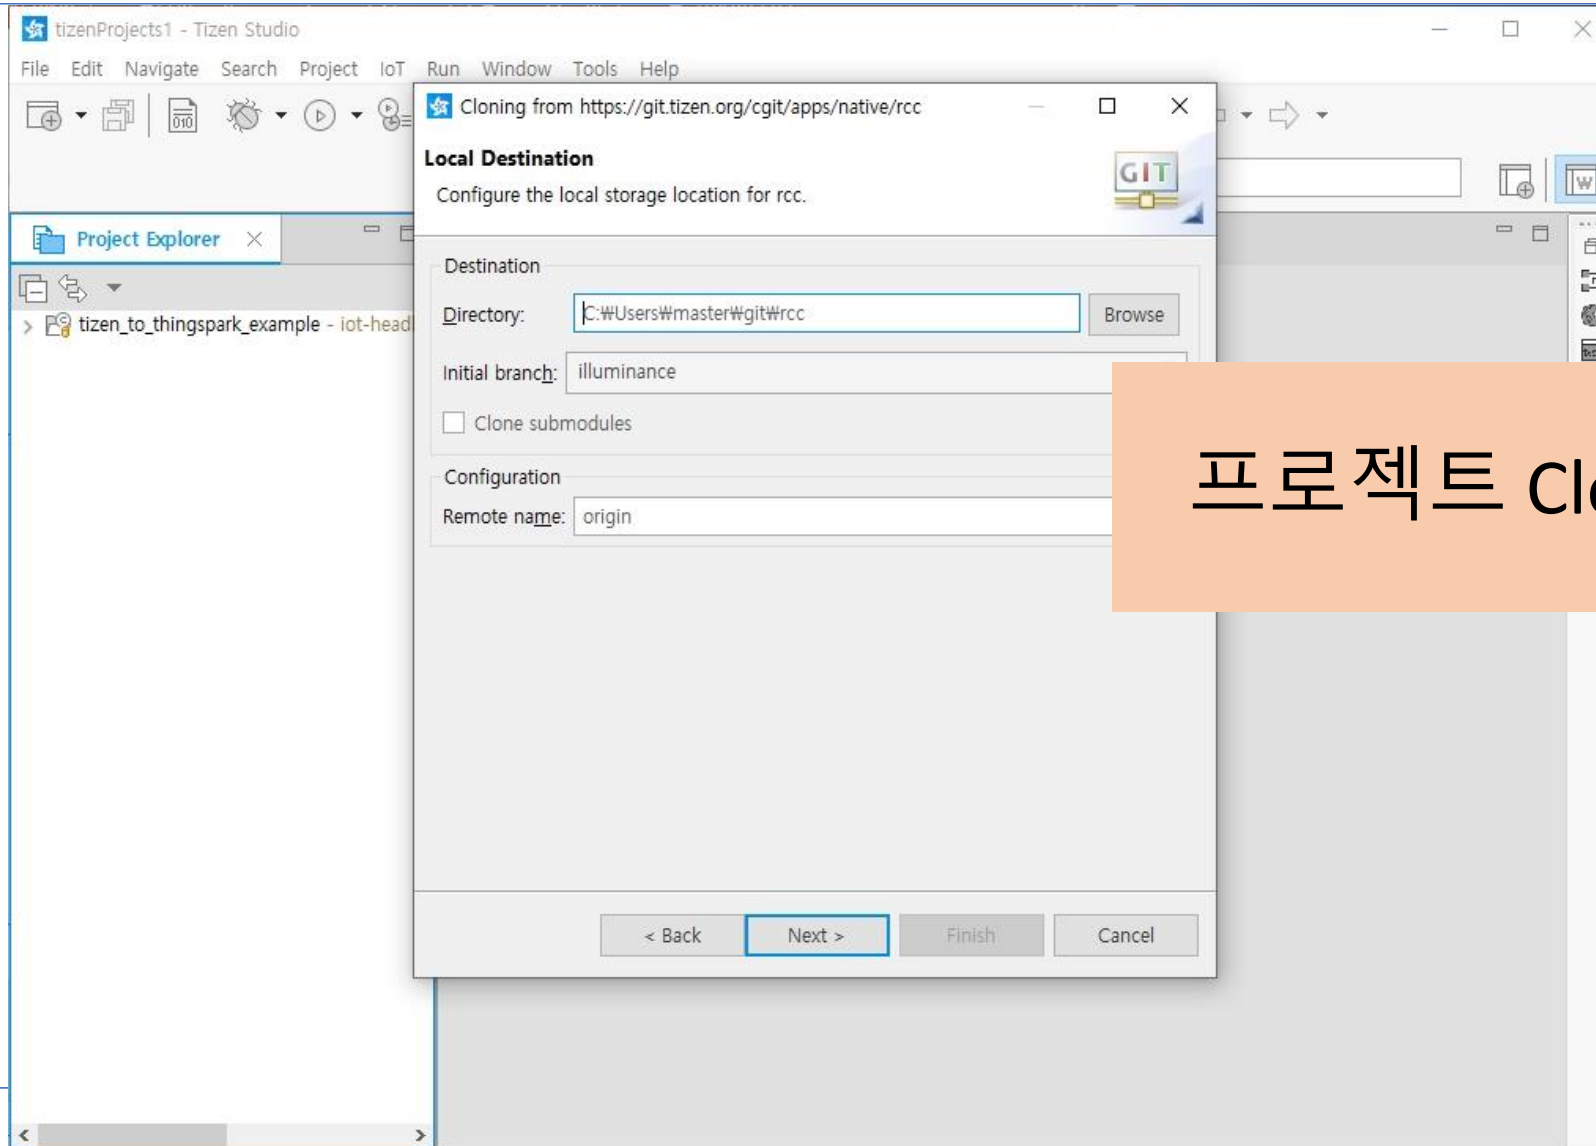 tizenProjects1 - Tizen Studio
File Edit Navigate Search Project IoT Run Window Tools Help
010
Cloning from https://git.tizen.org/cgit/apps/native/rcc
Local Destination
Configure the local storage location for rcc.
GIT
Project Explorer
tizen_to_thingspark_example - iot-headl
Destination
Directory: C:₩Users₩master₩git₩rcc Browse
Initial branch: illuminance
Clone submodules
Configuration
Remote name: origin
프로젝트 Cl
< Back Next > Finish Cancel